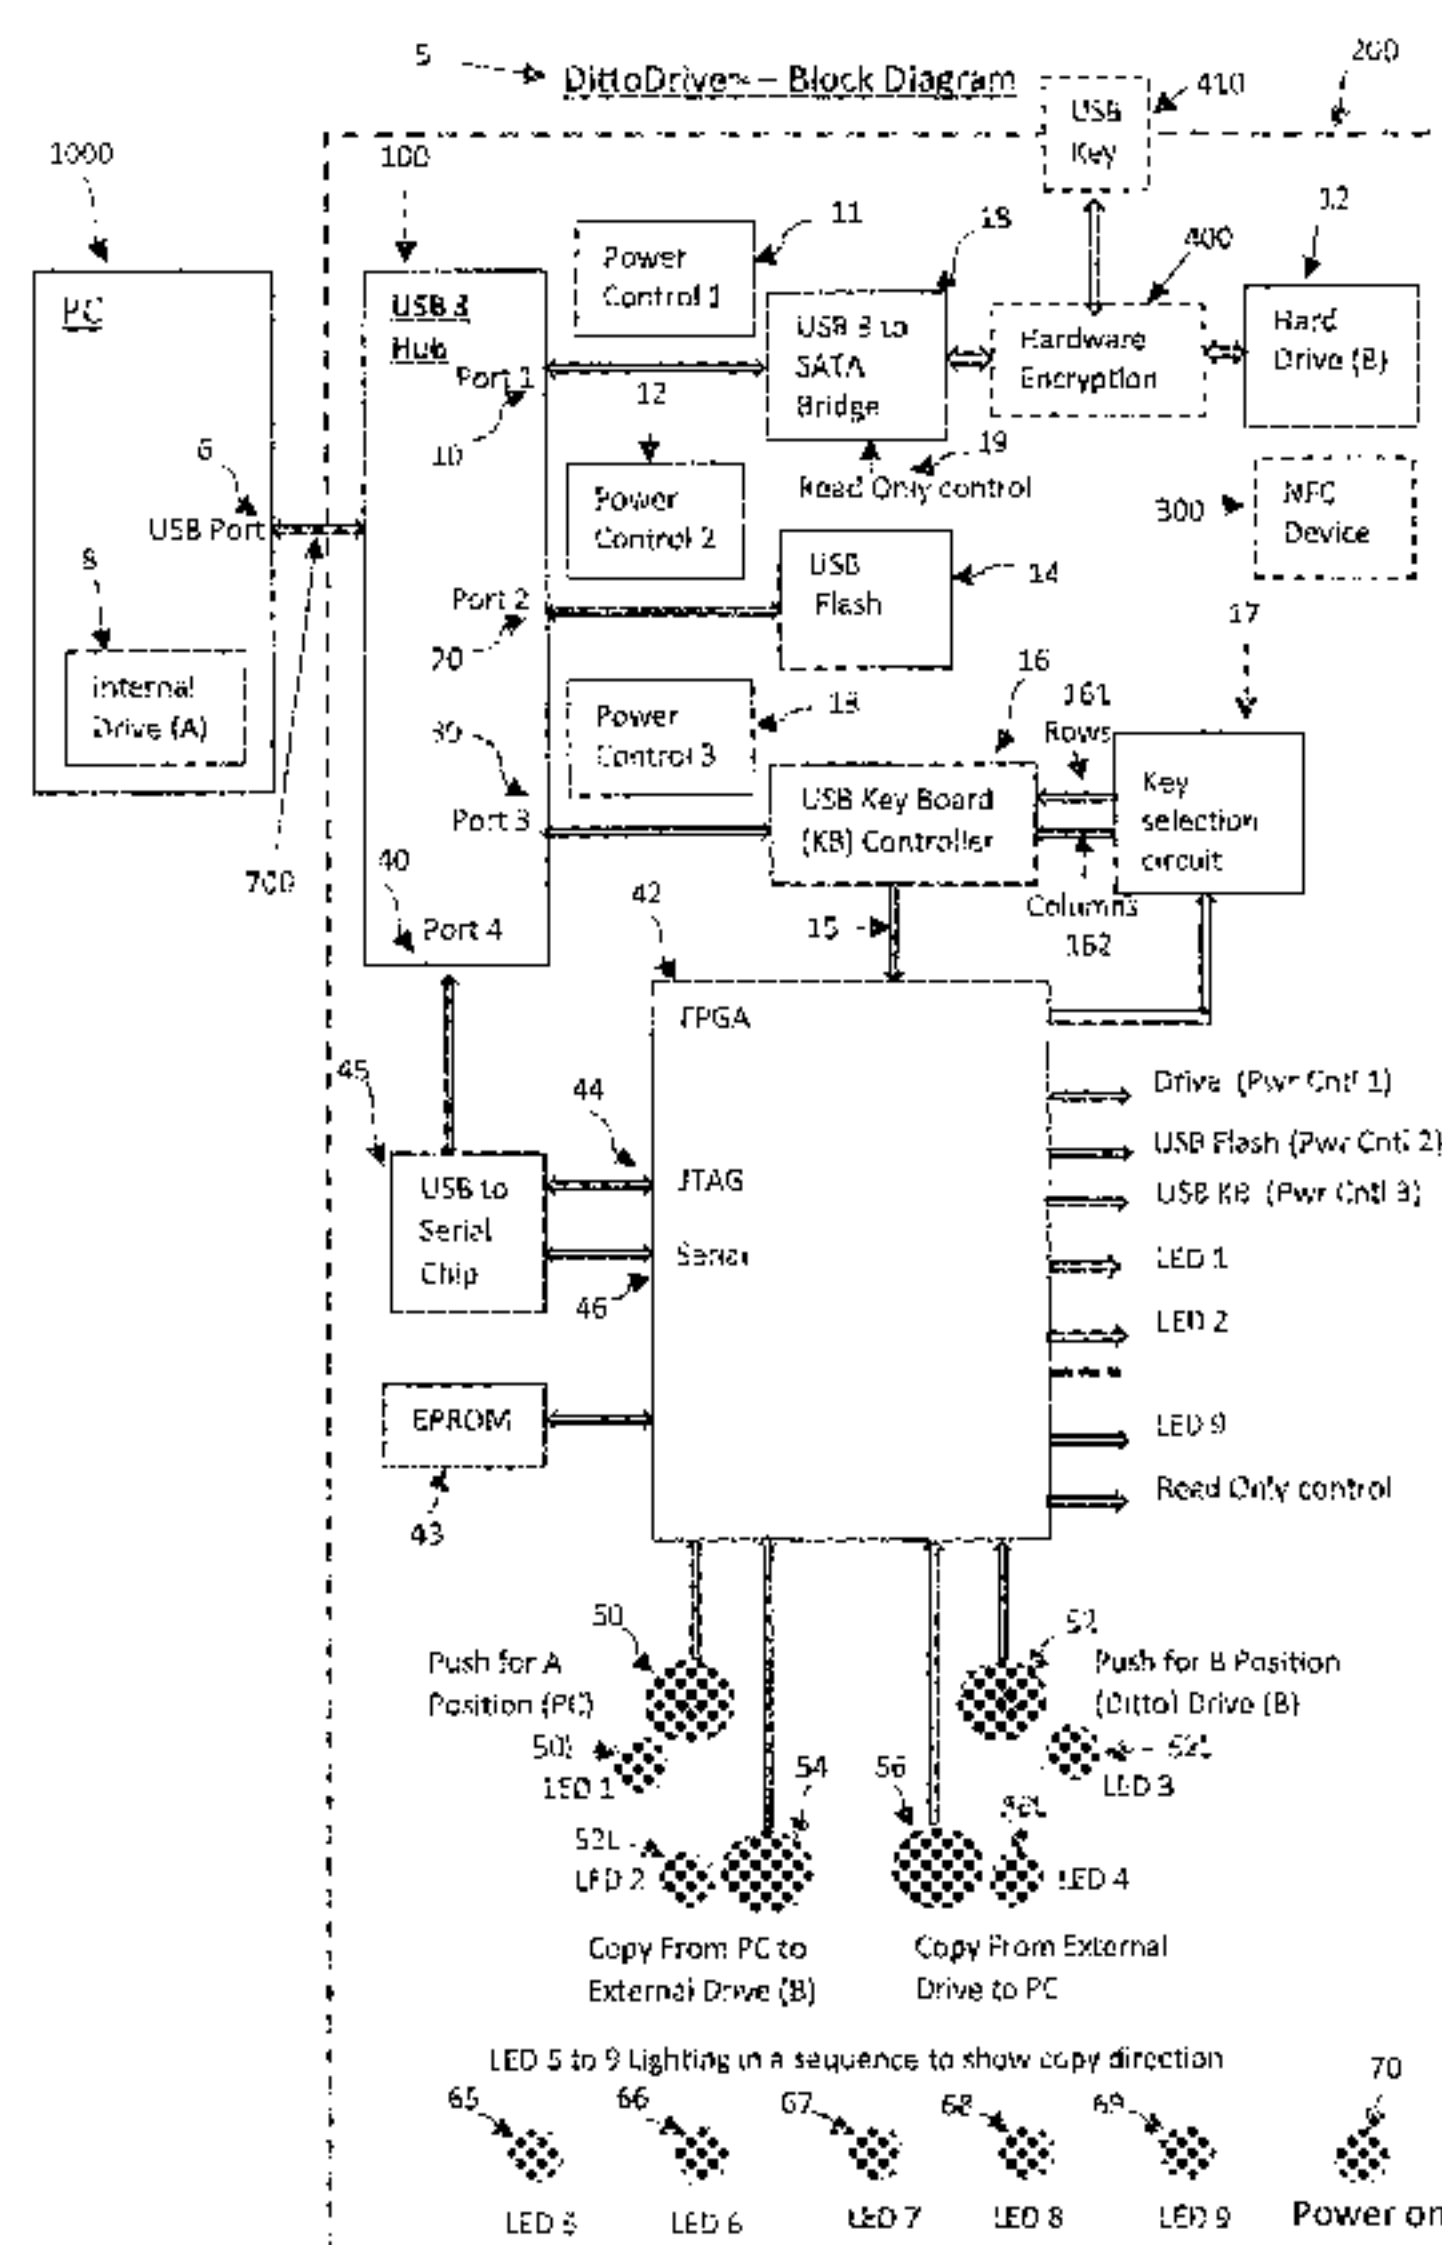 5
DittoDrive™ – Block Diagram
200
410
USB
Key
1000
100
11
18
12
400
PC
USB 3
Hub
Power
Control 1
USB 3 to
SATA
Bridge
Hardware
Encryption
Hard
Drive (B)
Port 1
10
12
19
Read Only control
6
USB Port
Power
Control 2
300
NFC
Device
8
USB
Flash
14
Port 2
20
17
16
161
Rows
Internal
Drive (A)
Power
Control 3
13
30
Port 3
USB Key Board
(KB) Controller
Key
selection
circuit
700
40
42
Columns
162
15
Port 4
FPGA
45
44
Drive (Pwr Cntl 1)
USB Flash (Pwr Cntl 2)
USB KB (Pwr Cntl 3)
USB to
Serial
Chip
JTAG
Serial
46
LED 1
LED 2
EPROM
43
LED 9
Read Only control
50
52
Push for A
Position (PC)
Push for B Position
(Ditto) Drive (B)
LED 1
52L
LED 3
54
56
52L
LED 2
LED 4
Copy From PC to
External Drive (B)
Copy From External
Drive to PC
LED 5 to 9 Lighting in a sequence to show copy direction
65
66
67
68
69
70
LED 5
LED 6
LED 7
LED 8
LED 9
Power on